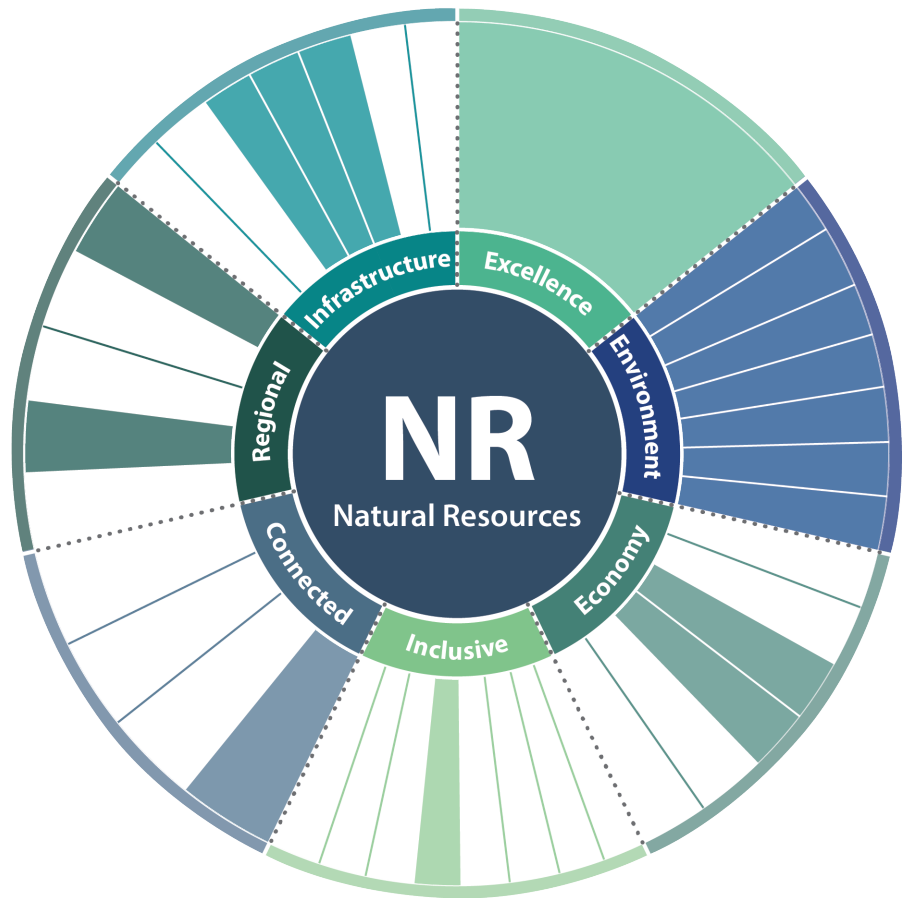 NR
Natural Resources
Excellence
Environment
Economy
Inclusive
Connected
Regional
Infrastructure